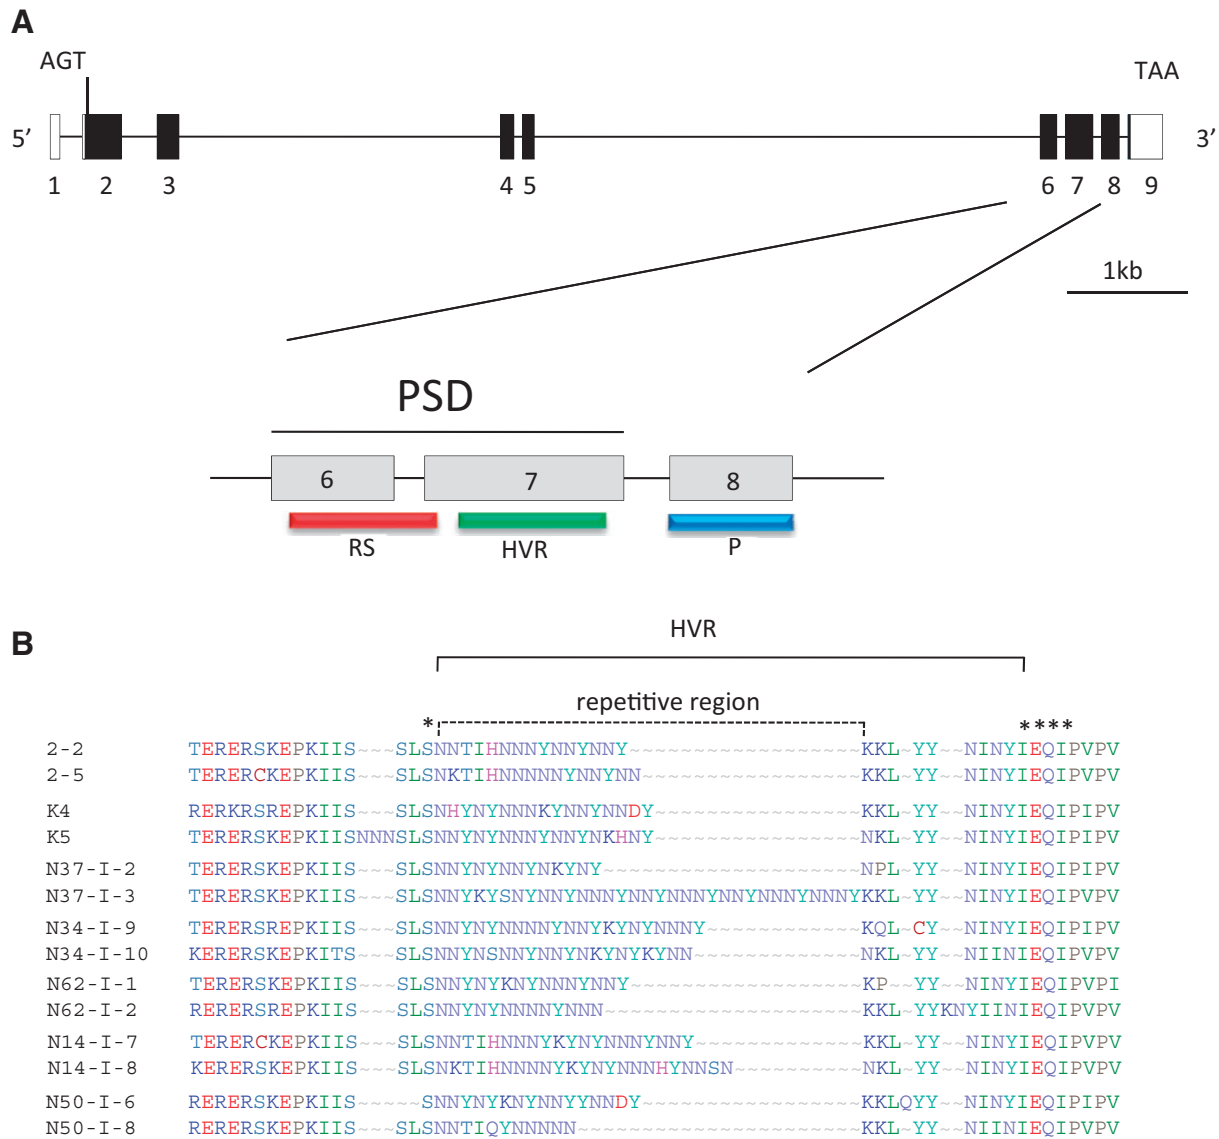 A
AGT
TAA
5’
3’
1 2 3 4 5 6 7 8 9
1kb
PSD
6 7 8
RS HVR P
B
HVR
repetitive region
* ****
2-2 TERERSKEPKIIS~~~SLSNNTIHNNNYNNYNNY~~~~~~~~~~~~~~~~~~KKL~YY~~NINYIEQIPVPV
2-5 TERERCKEPKIIS~~~SLSNKTIHNNNNNYNNYNN~~~~~~~~~~~~~~~~~KKL~YY~~NINYIEQIPVPV
K4 RERKRSREPKIIS~~~SLSNHYNYNNNKYNNYNNDY~~~~~~~~~~~~~~~~KKL~YY~~NINYIEQIPIPV
K5 TERERSKEPKIISNNNSLSNNYNYNNNYNNYNKHNY~~~~~~~~~~~~~~~~NKL~YY~~NINYIEQIPIPV
N37-I-2 TERERSKEPKIIS~~~SLSNNYNYNNYNKYNY~~~~~~~~~~~~~~~~~~~~NPL~YY~~NINYIEQIPIPV
N37-I-3 TERERSKEPKIIS~~~SLSNNYKYSNYNNYNNNYNNYNNNYNNYNNNYNNNYKKL~YY~~NINYIEQIPVPV
N34-I-9 TERERSKEPKIIS~~~SLSNNYNYNNNNYNNYKYNYNNNY~~~~~~~~~~~~KQL~CY~~NINYIEQIPIPV
N34-I-10 KERERSKEPKITS~~~SLSNNYNSNNYNNYNKYNYKYNN~~~~~~~~~~~~~NKL~YY~~NIINIEQIPVPV
N62-I-1 TERERSKEPKIIS~~~SLSNNYNYKNYNNNYNNY~~~~~~~~~~~~~~~~~~KP~~YY~~NINYIEQIPVPI
N62-I-2 RERERSREPKIIS~~~SLSNNYNYNNNNYNNN~~~~~~~~~~~~~~~~~~~~KKL~YYKNYIINIEQIPVPV
N14-I-7 TERERCKEPKIIS~~~SLSNNTIHNNNYKYNYNNNYNNY~~~~~~~~~~~~~KKL~YY~~NINYIEQIPVPV
N14-I-8 KERERSKEPKIIS~~~SLSNKTIHNNNNYKYNYNNNHYNNSN~~~~~~~~~~NKL~YY~~NINYIEQIPVPV
N50-I-6 RERERSKEPKIIS~~~~~SNNYNYKNYNNYYNNDY~~~~~~~~~~~~~~~~~KKLQYY~~NINYIEQIPIPV
N50-I-8 RERERSKEPKIIS~~~SLSNNTIQYNNNNN~~~~~~~~~~~~~~~~~~~~~~KKL~YY~~NINYIEQIPVPV